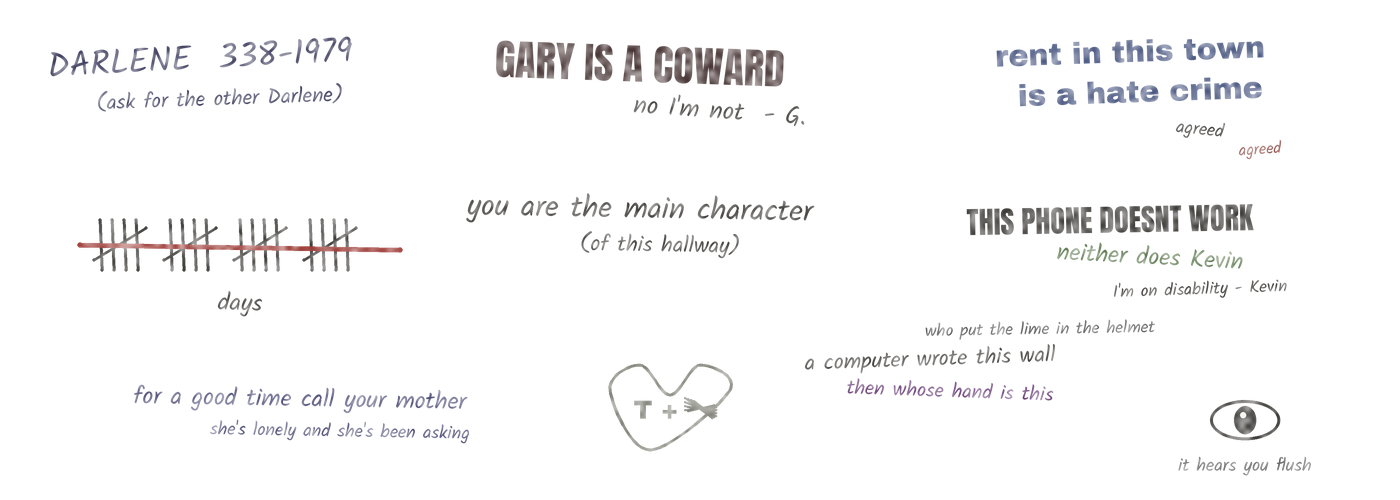 DARLENE 338-1979
(ask for the other Darlene)
GARY IS A COWARD
no I'm not - G.
rent in this town
is a hate crime
agreed
agreed
days
you are the main character
(of this hallway)
THIS PHONE DOESNT WORK
neither does Kevin
I'm on disability - Kevin
who put the lime in the helmet
a computer wrote this wall
then whose hand is this
for a good time call your mother
she's lonely and she's been asking
T +
it hears you flush